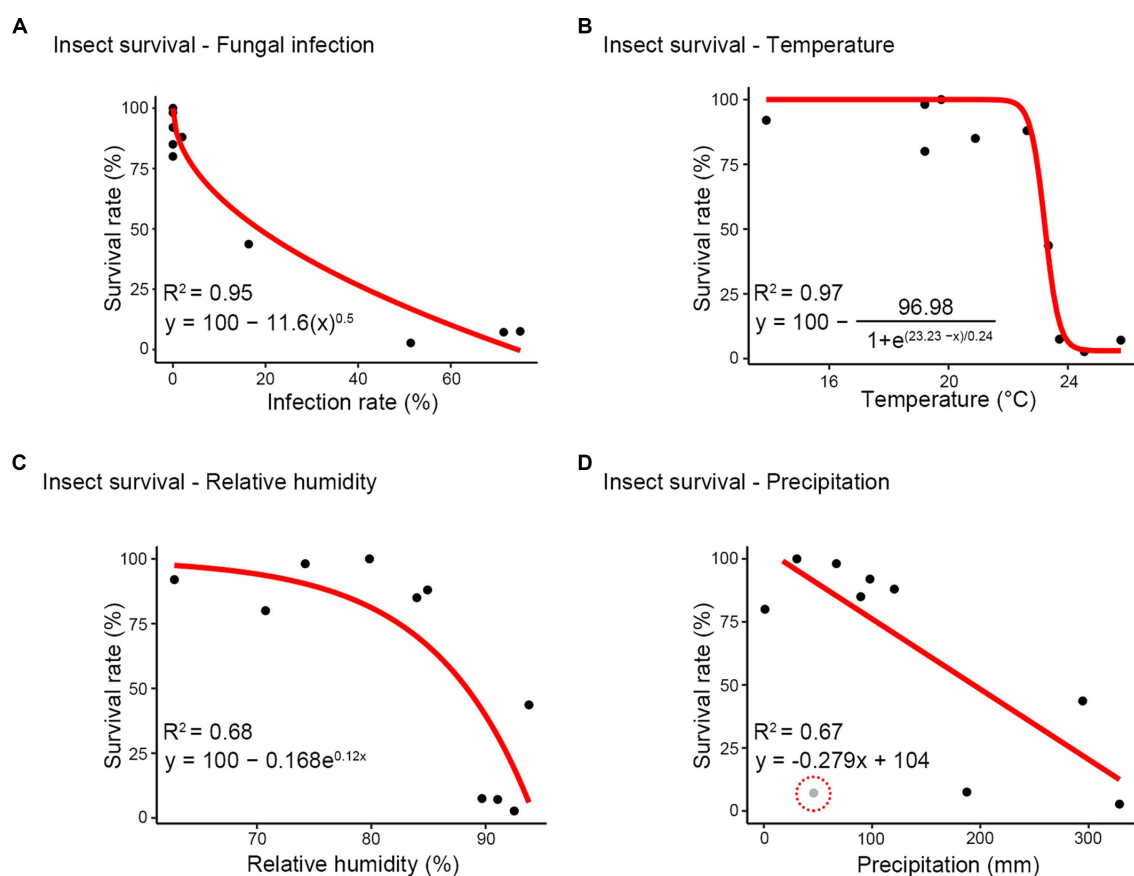 A
Insect survival - Fungal infection
Survival rate (%)
100
75
50
25
0
R² = 0.95
y = 100 − 11.6(x)^0.5
0 20 40 60
Infection rate (%)
B
Insect survival - Temperature
Survival rate (%)
100
75
50
25
0
R² = 0.97
96.98
y = 100 −
1+e^(23.23 −x)/0.24
16 20 24
Temperature (°C)
C
Insect survival - Relative humidity
Survival rate (%)
100
75
50
25
0
R² = 0.68
y = 100 − 0.168e^0.12x
70 80 90
Relative humidity (%)
D
Insect survival - Precipitation
Survival rate (%)
100
75
50
25
0
R² = 0.67
y = -0.279x + 104
0 100 200 300
Precipitation (mm)